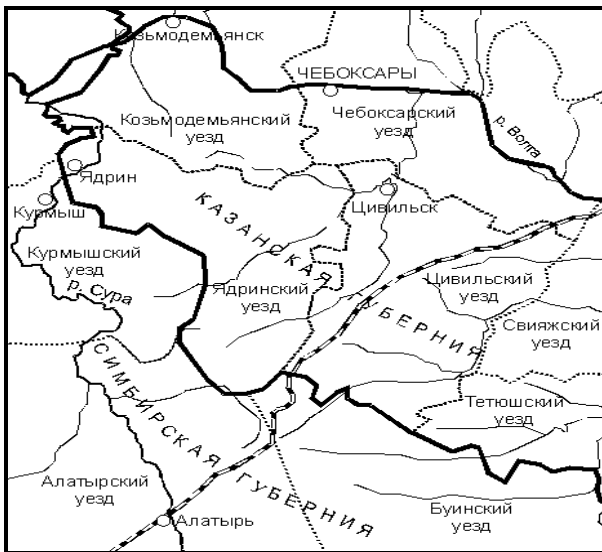 Козьмодемьянск
ЧЕБОКСАРЫ
Чебоксарский
уезд
Козьмодемьянский
уезд
р. Волга
Ядрин
Курмыш
КАЗАНСКАЯ ГУБЕРНИЯ
Цивильск
Курмышский
уезд
р. Сура
Ядринский
уезд
Цивильский
уезд
Свияжский
уезд
СИМБИРСКАЯ ГУБЕРНИЯ
Тетюшский
уезд
Алатырский
уезд
Алатырь
Буинский
уезд